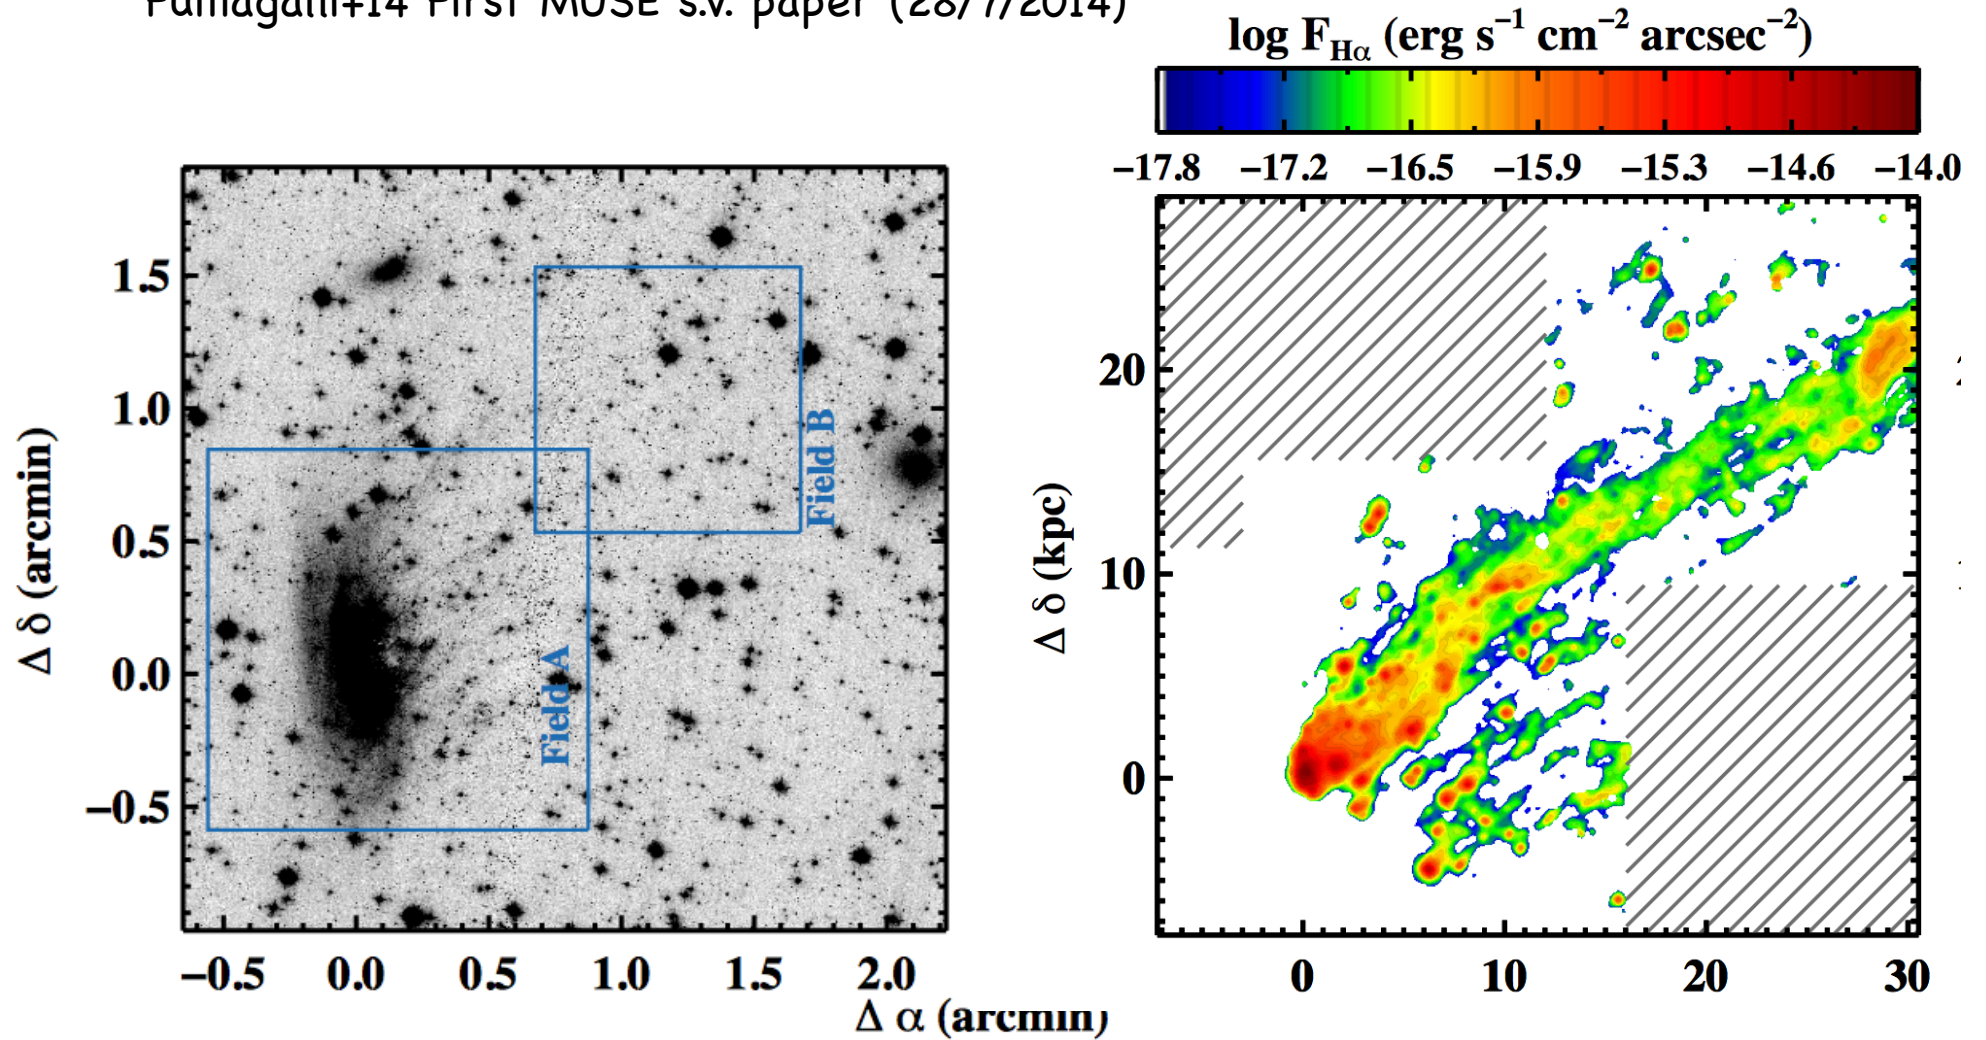 Fumagalli+14 First MUSE s.v. paper (28/7/2014)
log F_Hα (erg s⁻¹ cm⁻² arcsec⁻²)
−17.8 −17.2 −16.5 −15.9 −15.3 −14.6 −14.0
1.5
1.0
0.5
0.0
−0.5
Δ δ (arcmin)
Field B
Field A
−0.5 0.0 0.5 1.0 1.5 2.0
Δ α (arcmin)
20
10
0
Δ δ (kpc)
0 10 20 30